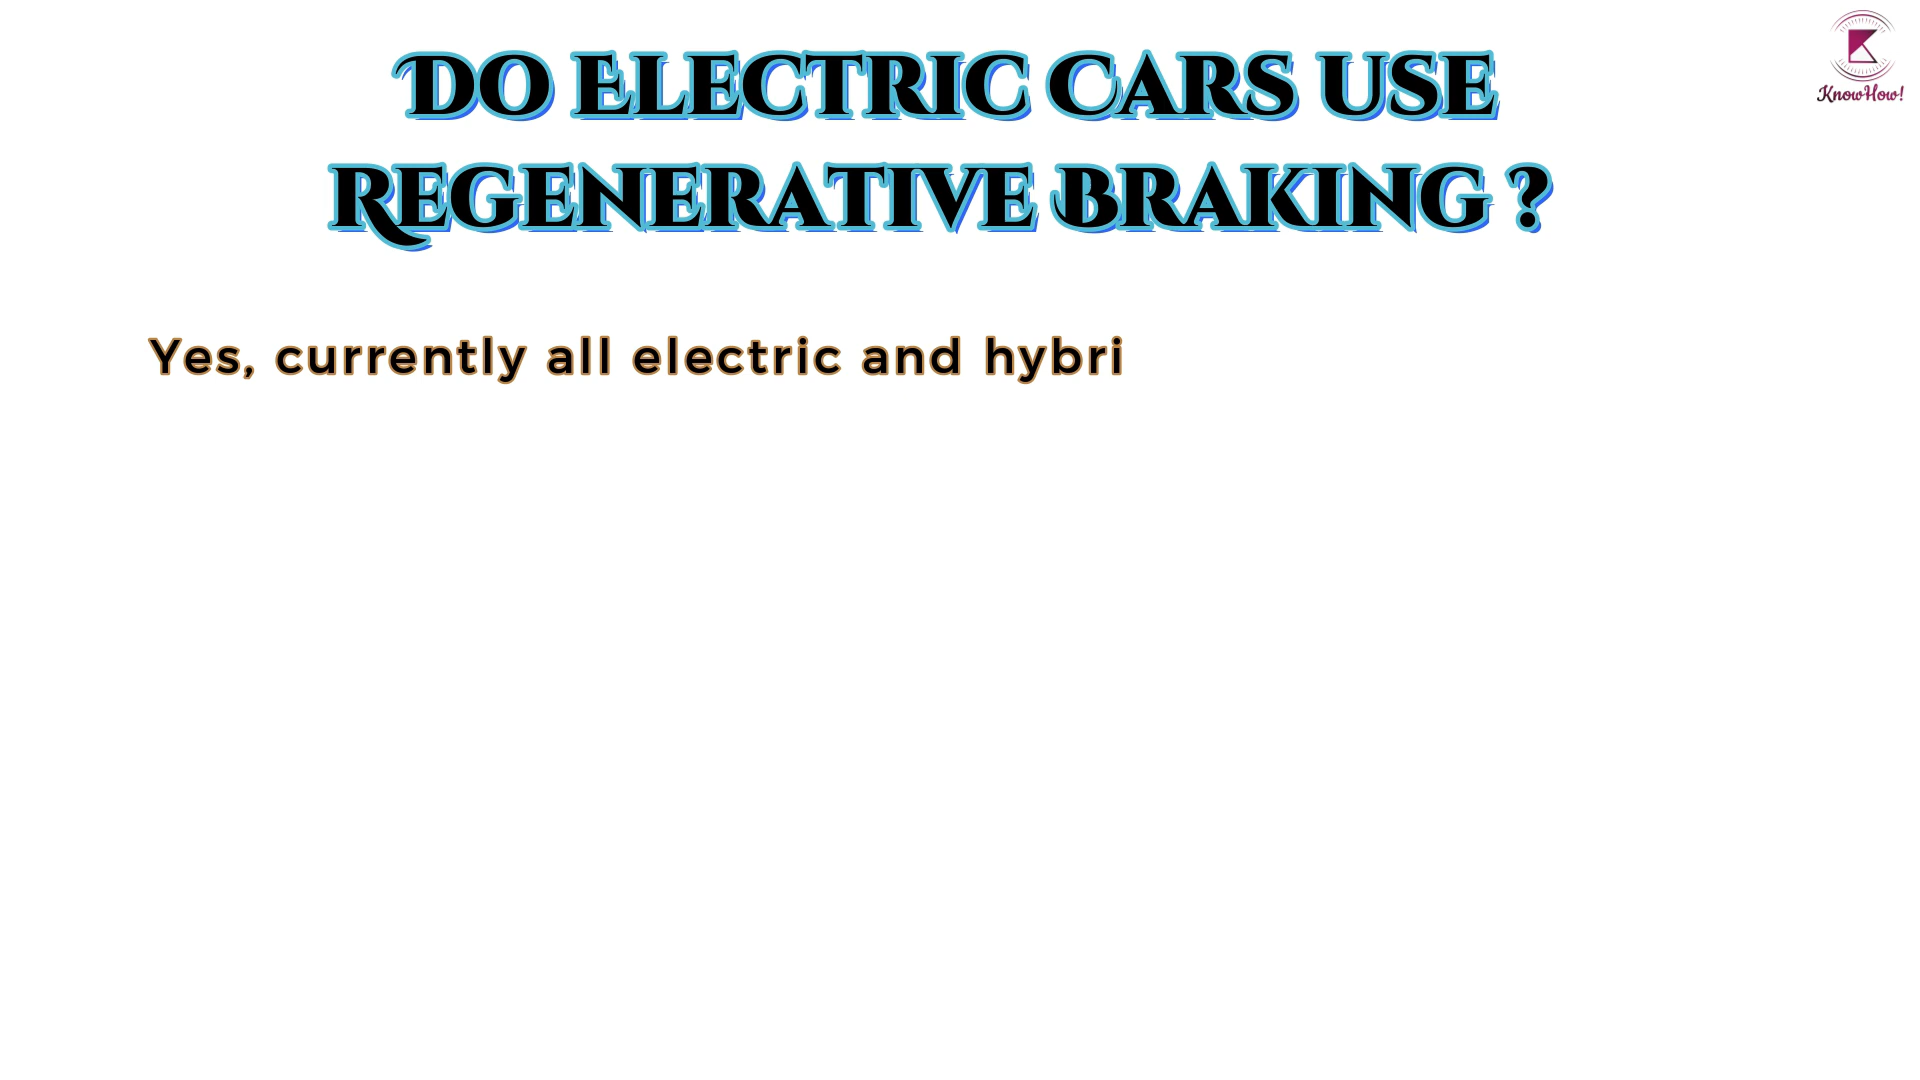 Do Electric Cars use
Regenerative Braking ?
KnowHow!
Yes, currently all electric and hybri